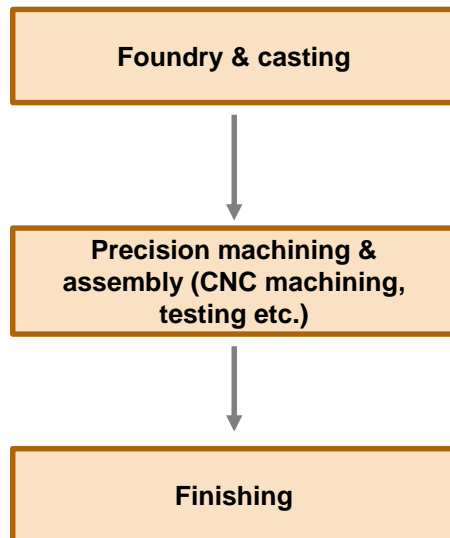 Foundry & casting
Precision machining &
assembly (CNC machining,
testing etc.)
Finishing